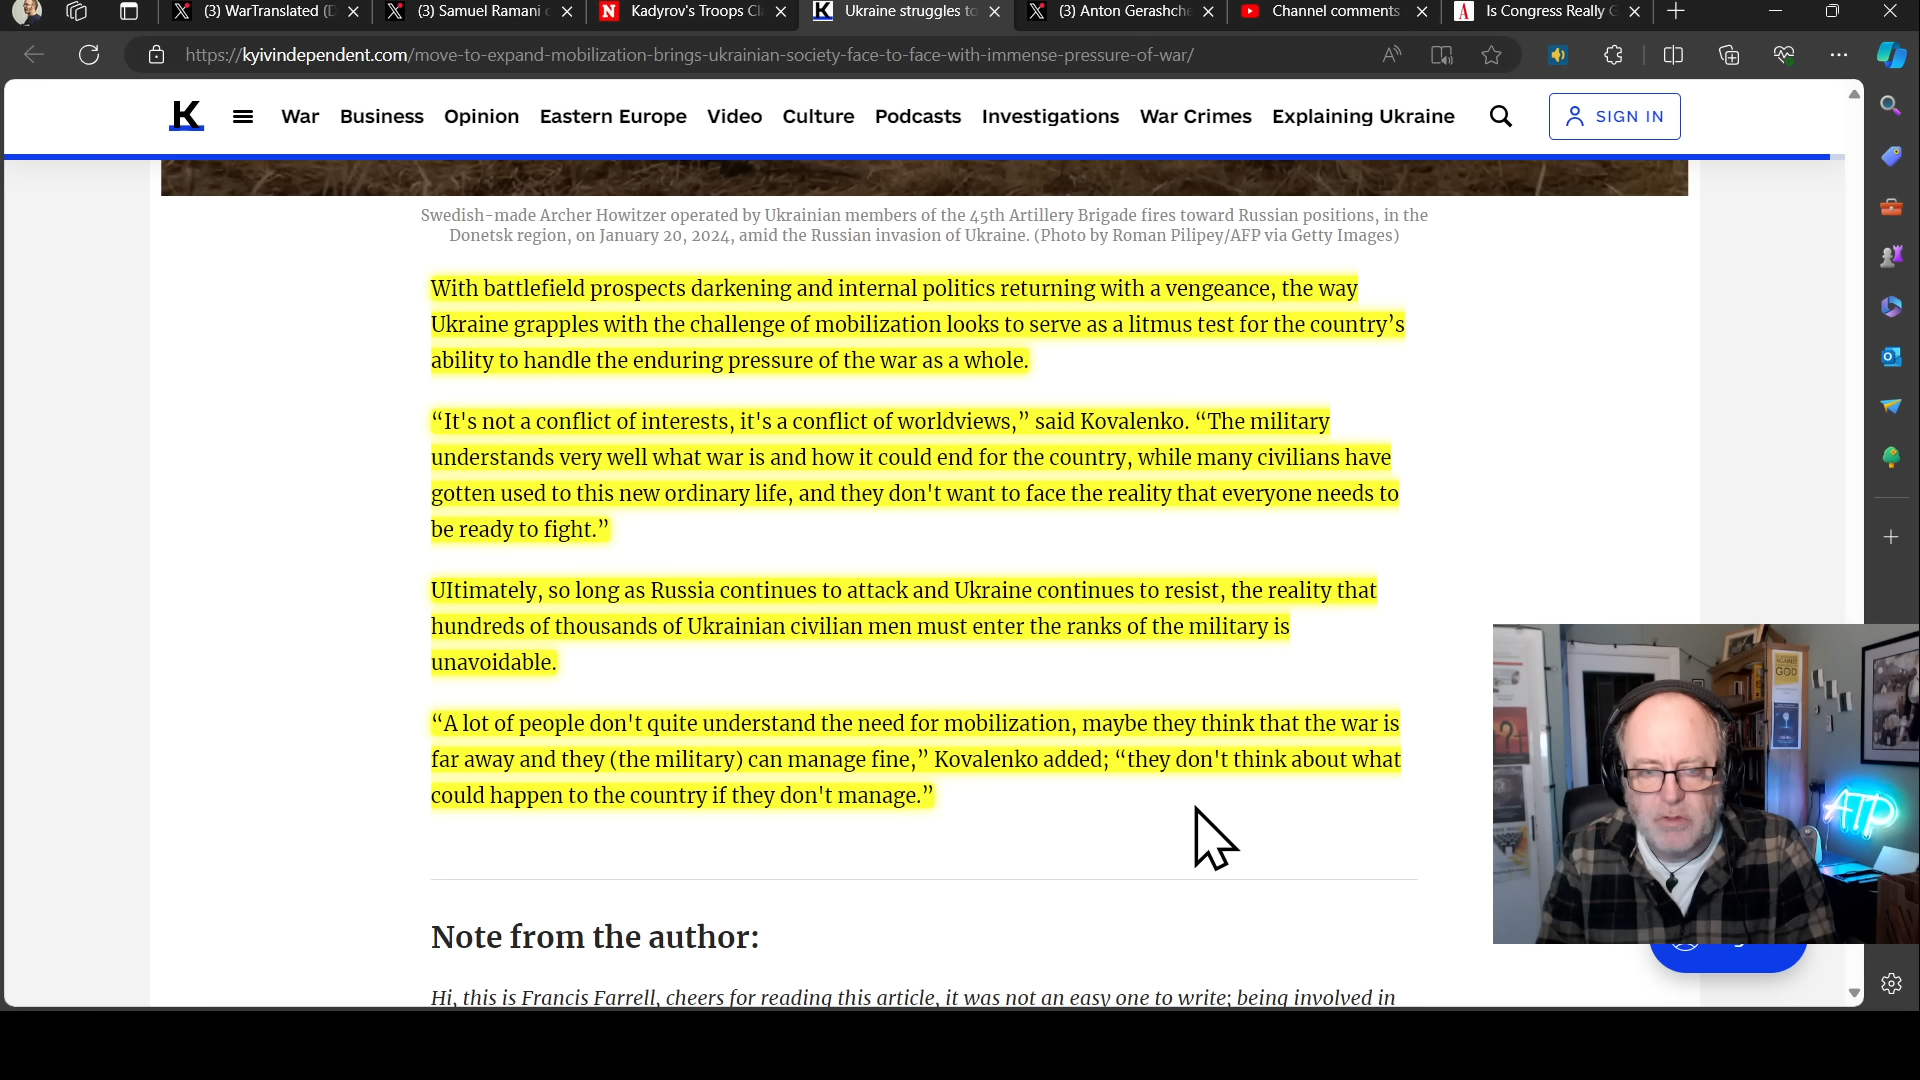 (3) WarTranslated (D
(3) Samuel Ramani
Kadyrov's Troops Cl
Ukraine struggles to
(3) Anton Gerashche
Channel comments
Is Congress Really G
https://kyivindependent.com/move-to-expand-mobilization-brings-ukrainian-society-face-to-face-with-immense-pressure-of-war/
K
War Business Opinion Eastern Europe Video Culture Podcasts Investigations War Crimes Explaining Ukraine
SIGN IN
Swedish-made Archer Howitzer operated by Ukrainian members of the 45th Artillery Brigade fires toward Russian positions, in the
Donetsk region, on January 20, 2024, amid the Russian invasion of Ukraine. (Photo by Roman Pilipey/AFP via Getty Images)
With battlefield prospects darkening and internal politics returning with a vengeance, the way
Ukraine grapples with the challenge of mobilization looks to serve as a litmus test for the country’s
ability to handle the enduring pressure of the war as a whole.
“It's not a conflict of interests, it's a conflict of worldviews,” said Kovalenko. “The military
understands very well what war is and how it could end for the country, while many civilians have
gotten used to this new ordinary life, and they don't want to face the reality that everyone needs to
be ready to fight.”
UItimately, so long as Russia continues to attack and Ukraine continues to resist, the reality that
hundreds of thousands of Ukrainian civilian men must enter the ranks of the military is
unavoidable.
“A lot of people don't quite understand the need for mobilization, maybe they think that the war is
far away and they (the military) can manage fine,” Kovalenko added; “they don't think about what
could happen to the country if they don't manage.”
Note from the author:
Hi, this is Francis Farrell, cheers for reading this article, it was not an easy one to write; being involved in
AGAINST
GOD
ATP